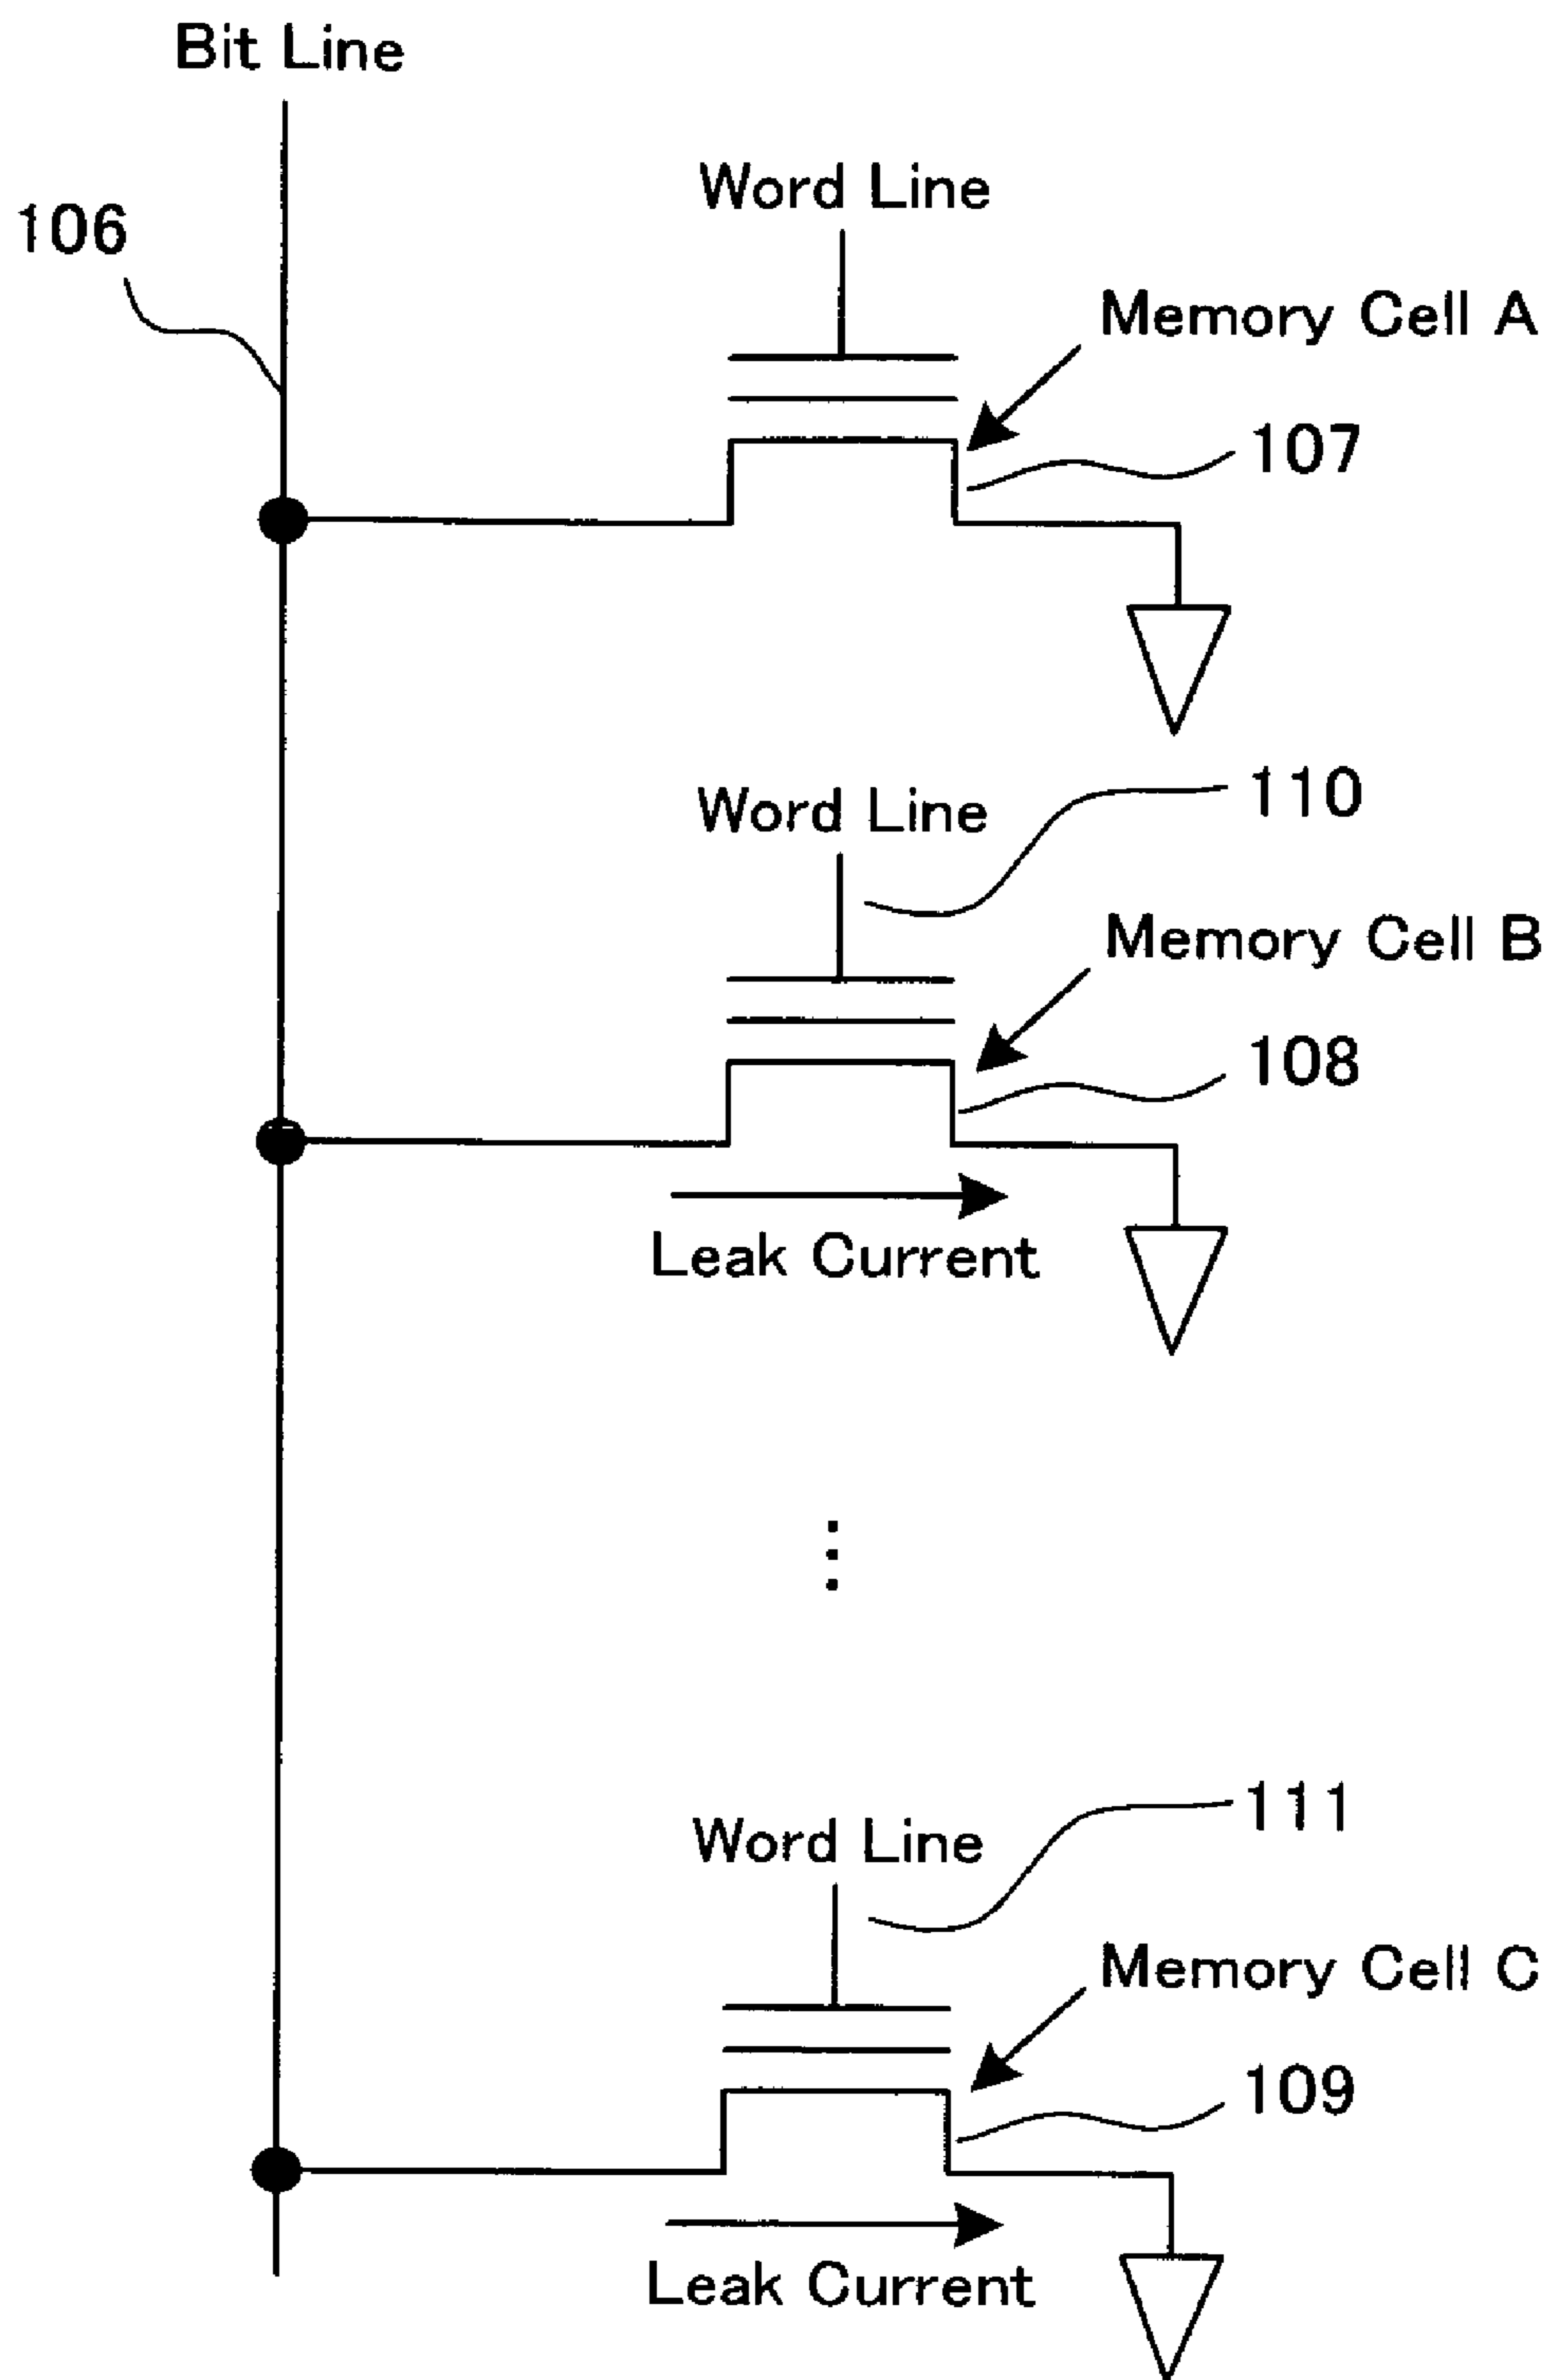 Bit Line
106
Word Line
Memory Cell A
107
Word Line
110
Memory Cell B
108
Leak Current
Word Line
111
Memory Cell C
109
Leak Current